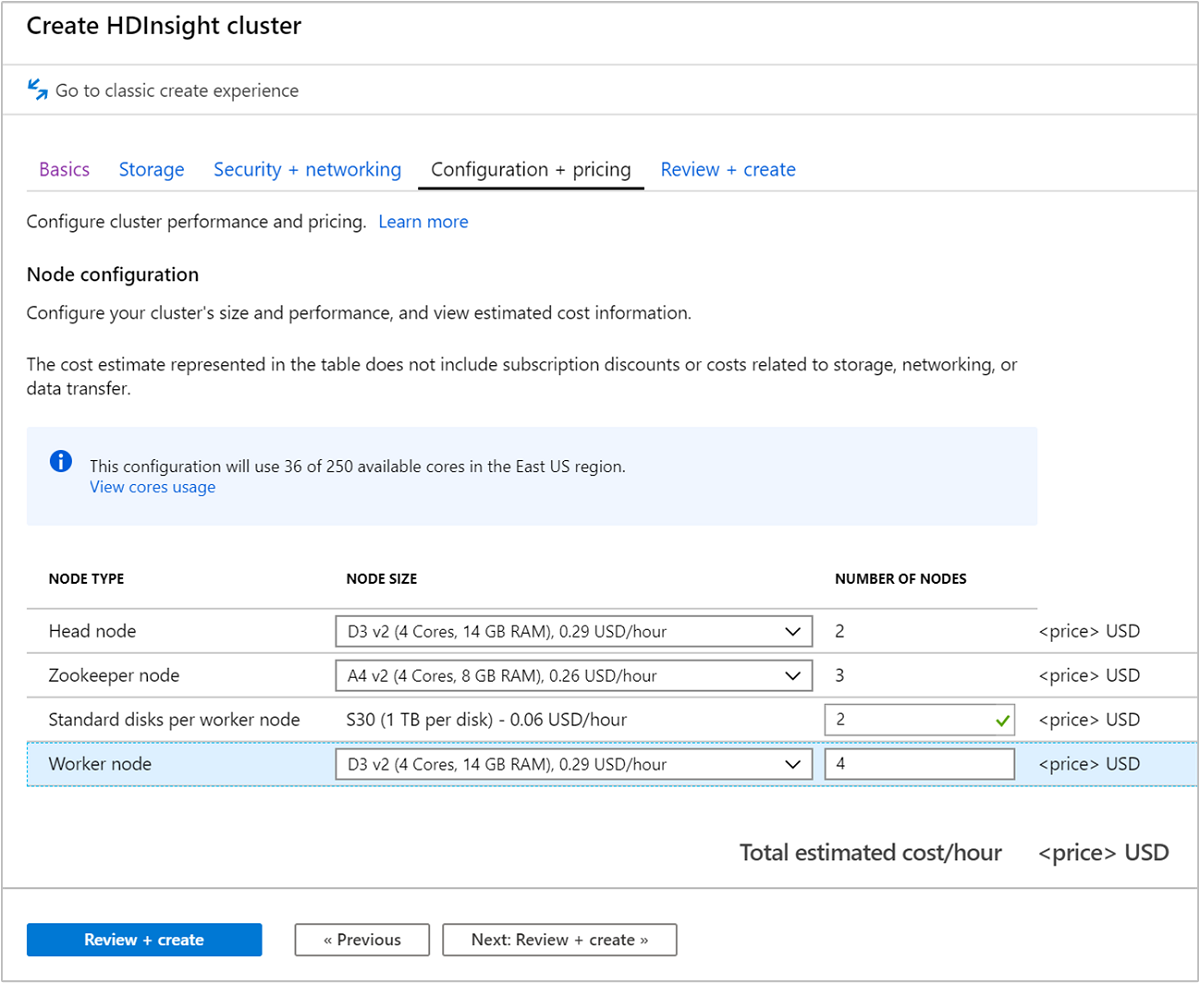 Create HDInsight cluster
Go to classic create experience
Basics Storage Security + networking Configuration + pricing Review + create
Configure cluster performance and pricing. Learn more
Node configuration
Configure your cluster's size and performance, and view estimated cost information.
The cost estimate represented in the table does not include subscription discounts or costs related to storage, networking, or
data transfer.
This configuration will use 36 of 250 available cores in the East US region.
View cores usage
NODE TYPE NODE SIZE NUMBER OF NODES
Head node D3 v2 (4 Cores, 14 GB RAM), 0.29 USD/hour 2 <price> USD
Zookeeper node A4 v2 (4 Cores, 8 GB RAM), 0.26 USD/hour 3 <price> USD
Standard disks per worker node S30 (1 TB per disk) - 0.06 USD/hour 2 <price> USD
Worker node D3 v2 (4 Cores, 14 GB RAM), 0.29 USD/hour 4 <price> USD
Total estimated cost/hour <price> USD
Review + create « Previous Next: Review + create »